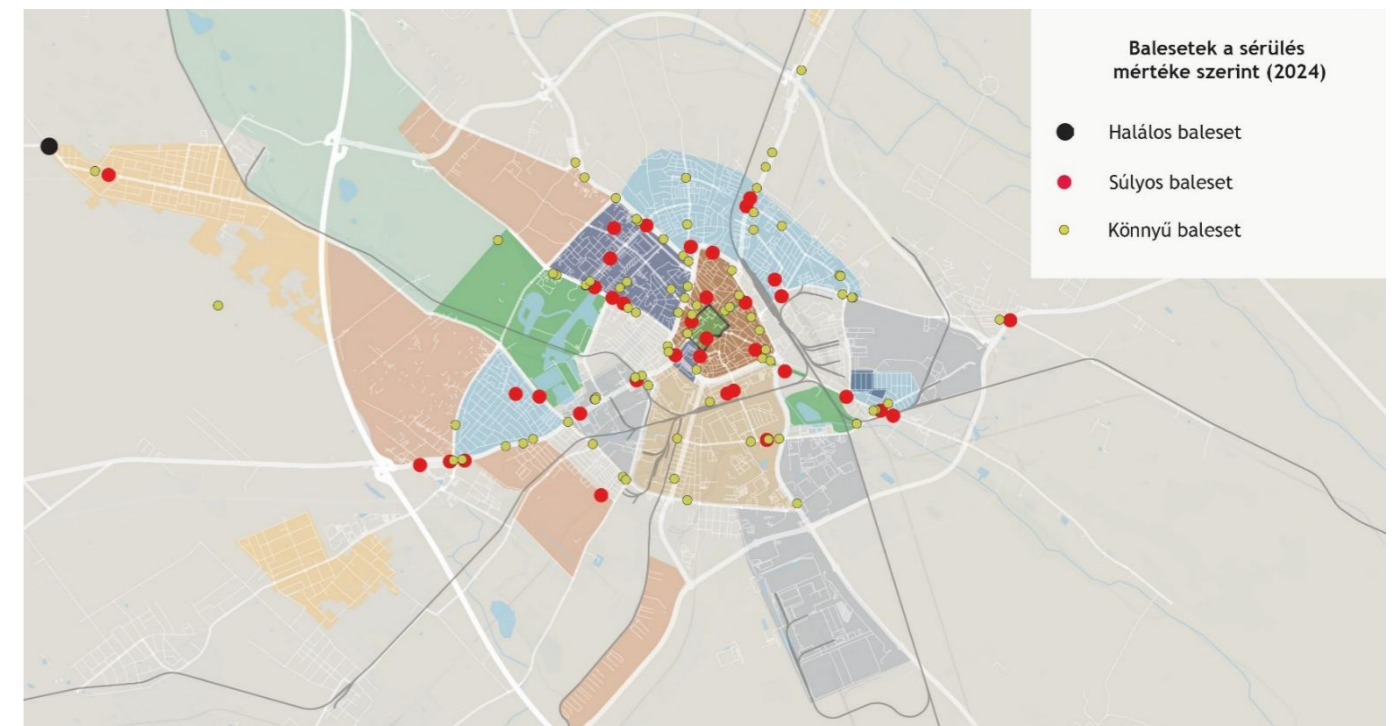 Balesetek a sérülés
mértéke szerint (2024)
Halálos baleset
Súlyos baleset
Könnyű baleset